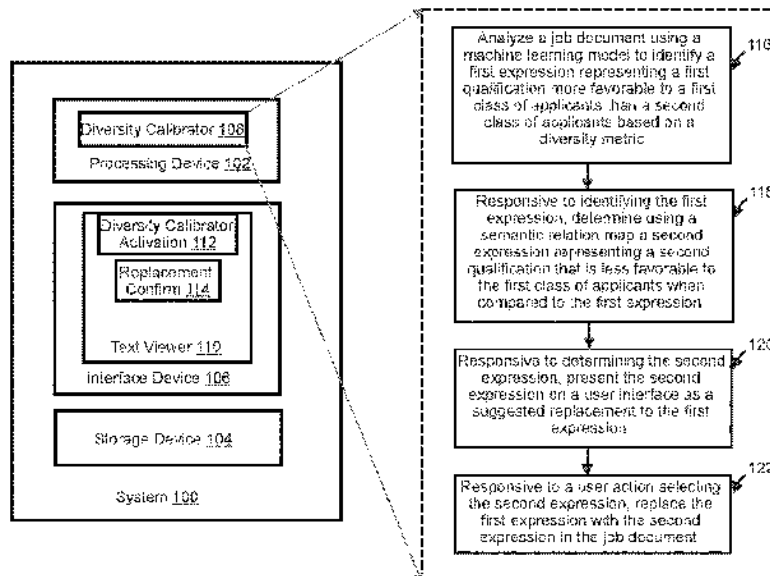 Diversity Calibrator 108
Processing Device 102
Diversity Calibrator
Activation 112
Replacement
Confirm 114
Text Viewer 110
Interface Device 106
Storage Device 104
System 100
Analyze a job document using a
machine learning model to identify a
first expression representing a first
qualification more favorable to a first
class of applicants than a second
class of applicants based on a
diversity metric
116
Responsive to identifying the first
expression, determine using a
semantic relation map a second
expression representing a second
qualification that is less favorable to
the first class of applicants when
compared to the first expression
118
Responsive to determining the second
expression, present the second
expression on a user interface as a
suggested replacement to the first
expression
120
Responsive to a user action selecting
the second expression, replace the
first expression with the second
expression in the job document
122